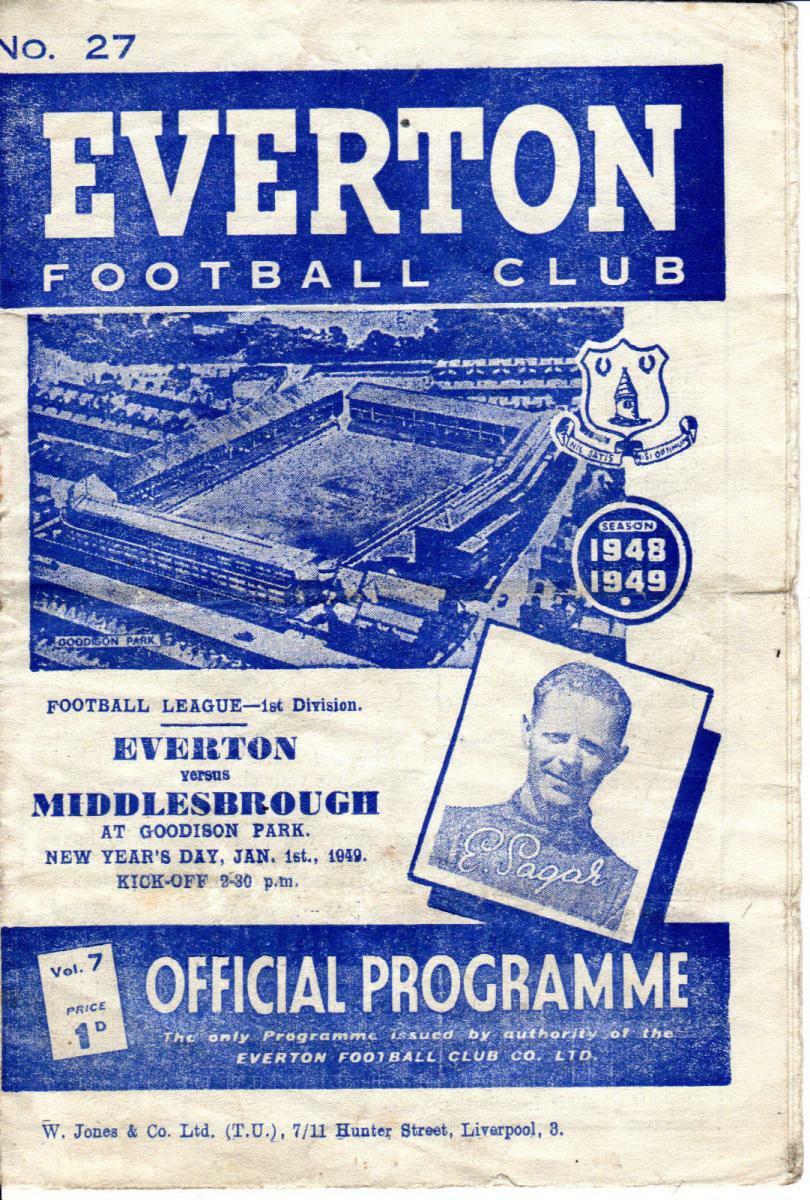 No. 27
EVERTON
FOOTBALL CLUB
NIL SATIS
SEASON
1948
1949
GOODISON PARK
E. Sagar
FOOTBALL LEAGUE—1st Division.
EVERTON
versus
MIDDLESBROUGH
AT GOODISON PARK.
NEW YEAR'S DAY, JAN. 1st., 1949.
KICK-OFF 2-30 p.m.
Vol. 7
PRICE
1D
OFFICIAL PROGRAMME
The only Programme issued by authority of the
EVERTON FOOTBALL CLUB CO. LTD.
W. Jones & Co. Ltd. (T.U.), 7/11 Hunter Street, Liverpool, 3.